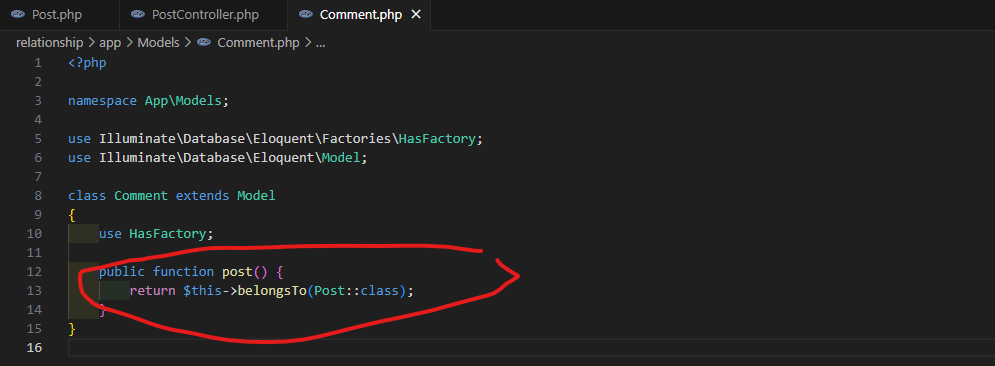 Post.php PostController.php Comment.php
relationship > app > Models > Comment.php > ...
1 <?php
2
3 namespace App\Models;
4
5 use Illuminate\Database\Eloquent\Factories\HasFactory;
6 use Illuminate\Database\Eloquent\Model;
7
8 class Comment extends Model
9 {
10     use HasFactory;
11
12     public function post() {
13         return $this->belongsTo(Post::class);
14     }
15 }
16